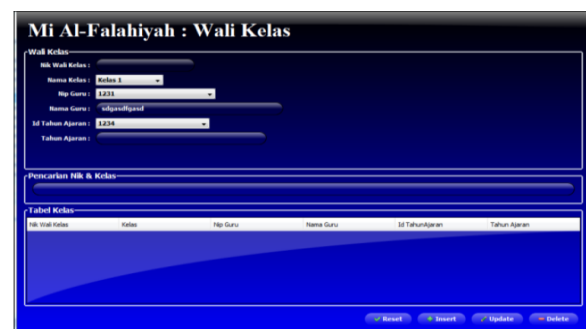 Mi Al-Falahiyah : Wali Kelas
Wali Kelas
Nik Wali Kelas :
Nama Kelas : Kelas 1
Nip Guru : 1231
Nama Guru : sdgasdfgasd
Id Tahun Ajaran : 1234
Tahun Ajaran :
Pencarian Nik & Kelas
Tabel Kelas
Nik Wali Kelas Kelas Nip Guru Nama Guru Id TahunAjaran Tahun Ajaran
Reset Insert Update Delete